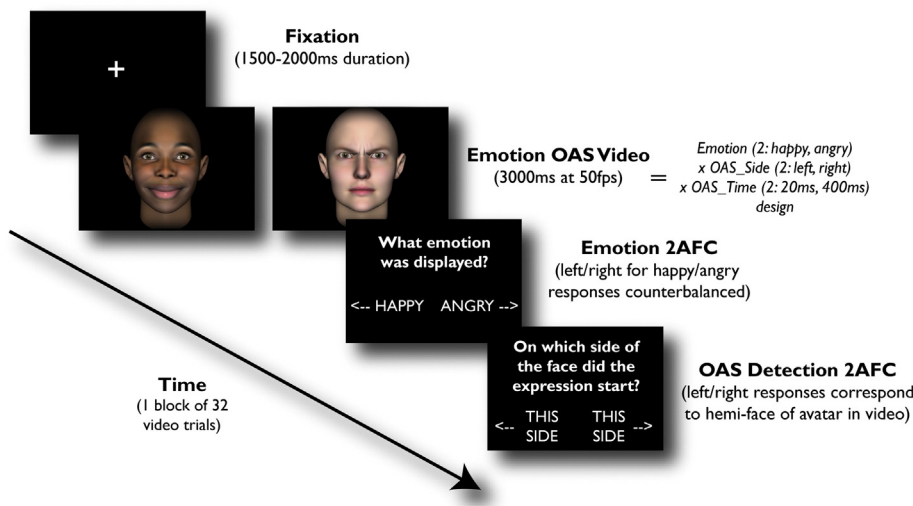 +
Fixation
(1500-2000ms duration)
Emotion OAS Video
(3000ms at 50fps)
=
Emotion (2: happy, angry)
x OAS_Side (2: left, right)
x OAS_Time (2: 20ms, 400ms)
design
What emotion
was displayed?
<-- HAPPY ANGRY -->
Emotion 2AFC
(left/right for happy/angry
responses counterbalanced)
On which side of
the face did the
expression start?
<-- THIS SIDE THIS SIDE -->
OAS Detection 2AFC
(left/right responses correspond
to hemi-face of avatar in video)
Time
(1 block of 32
video trials)